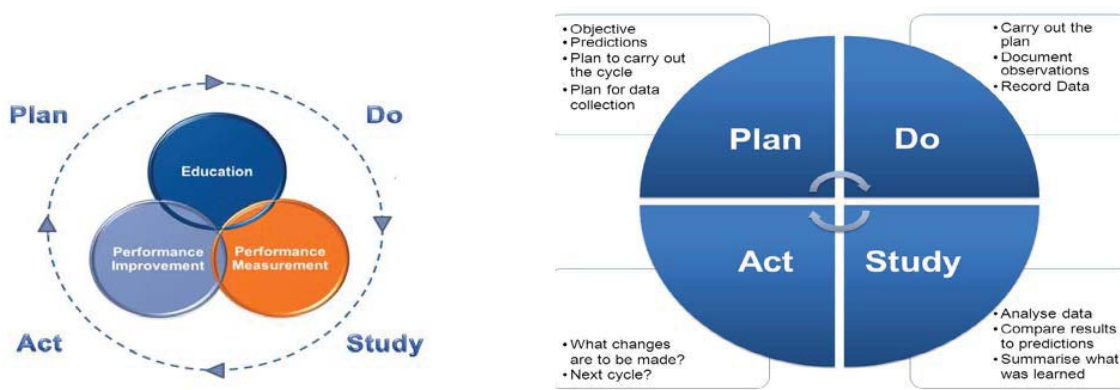 Plan
Do
Education
Performance
Improvement
Performance
Measurement
Act
Study
• Objective
• Predictions
• Plan to carry out
the cycle
• Plan for data
collection
• Carry out the
plan
• Document
observations
• Record Data
Plan
Do
Act
Study
• What changes
are to be made?
• Next cycle?
• Analyse data
• Compare results
to predictions
• Summarise what
was learned